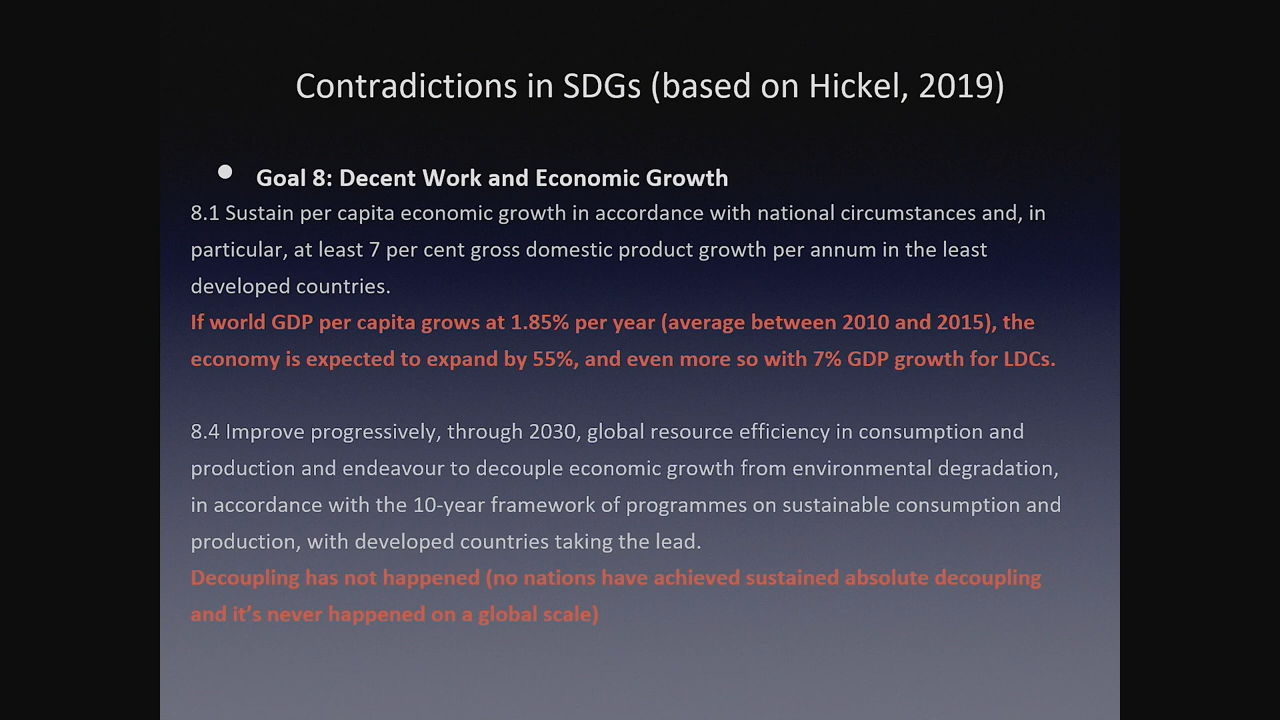 Contradictions in SDGs (based on Hickel, 2019)
• Goal 8: Decent Work and Economic Growth
8.1 Sustain per capita economic growth in accordance with national circumstances and, in
particular, at least 7 per cent gross domestic product growth per annum in the least
developed countries.
If world GDP per capita grows at 1.85% per year (average between 2010 and 2015), the
economy is expected to expand by 55%, and even more so with 7% GDP growth for LDCs.
8.4 Improve progressively, through 2030, global resource efficiency in consumption and
production and endeavour to decouple economic growth from environmental degradation,
in accordance with the 10-year framework of programmes on sustainable consumption and
production, with developed countries taking the lead.
Decoupling has not happened (no nations have achieved sustained absolute decoupling
and it’s never happened on a global scale)